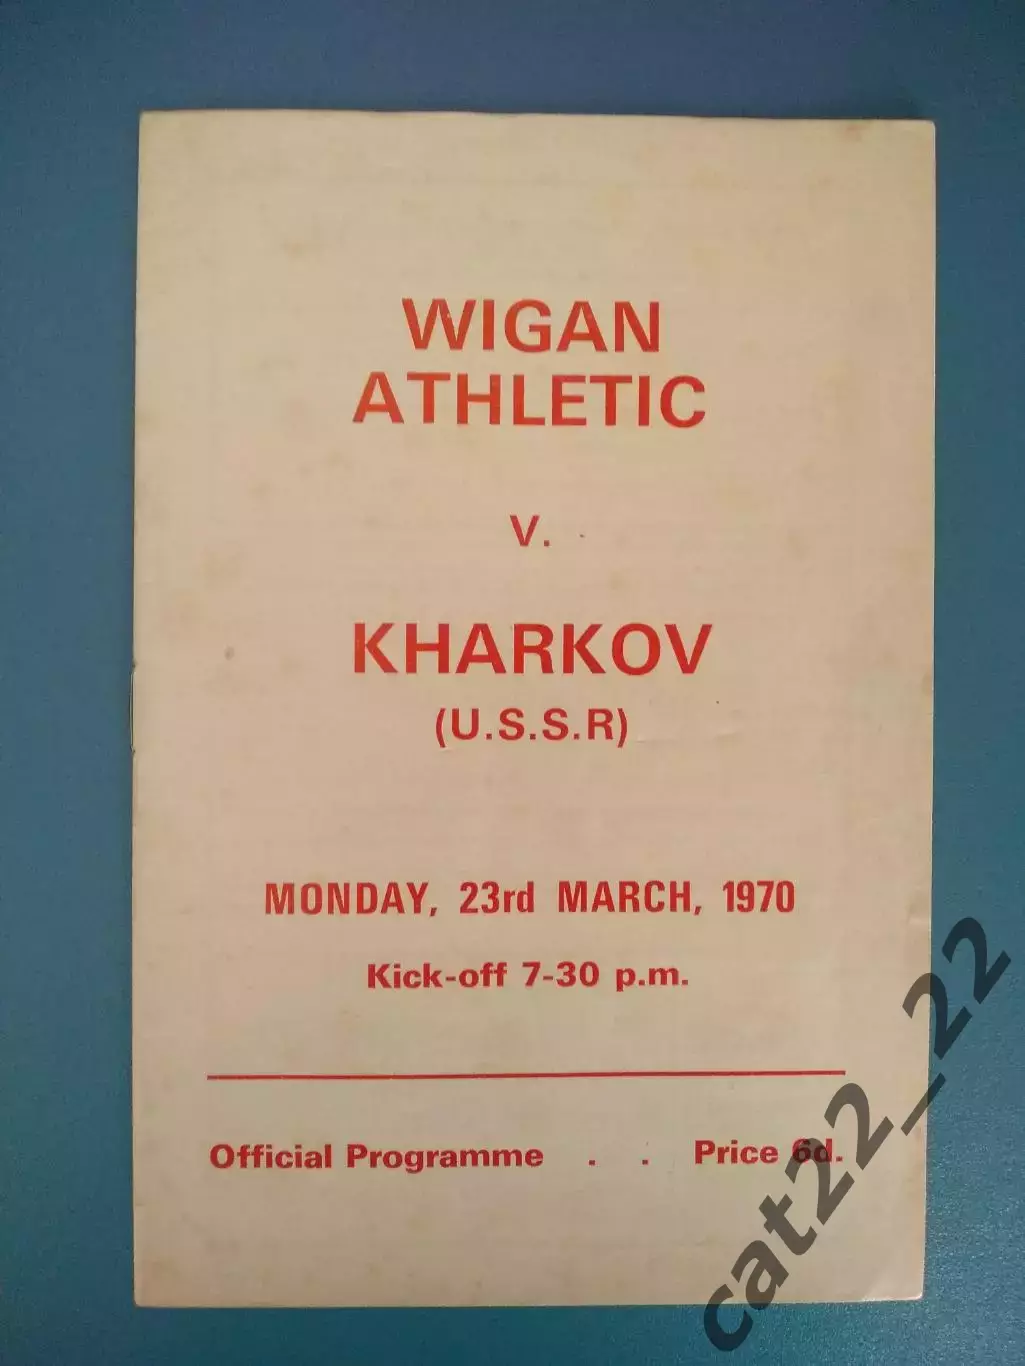 WIGAN
ATHLETIC
V.
KHARKOV
(U.S.S.R)
MONDAY, 23rd MARCH, 1970
Kick-off 7-30 p.m.
Official Programme . . Price 6d.
cat22_22